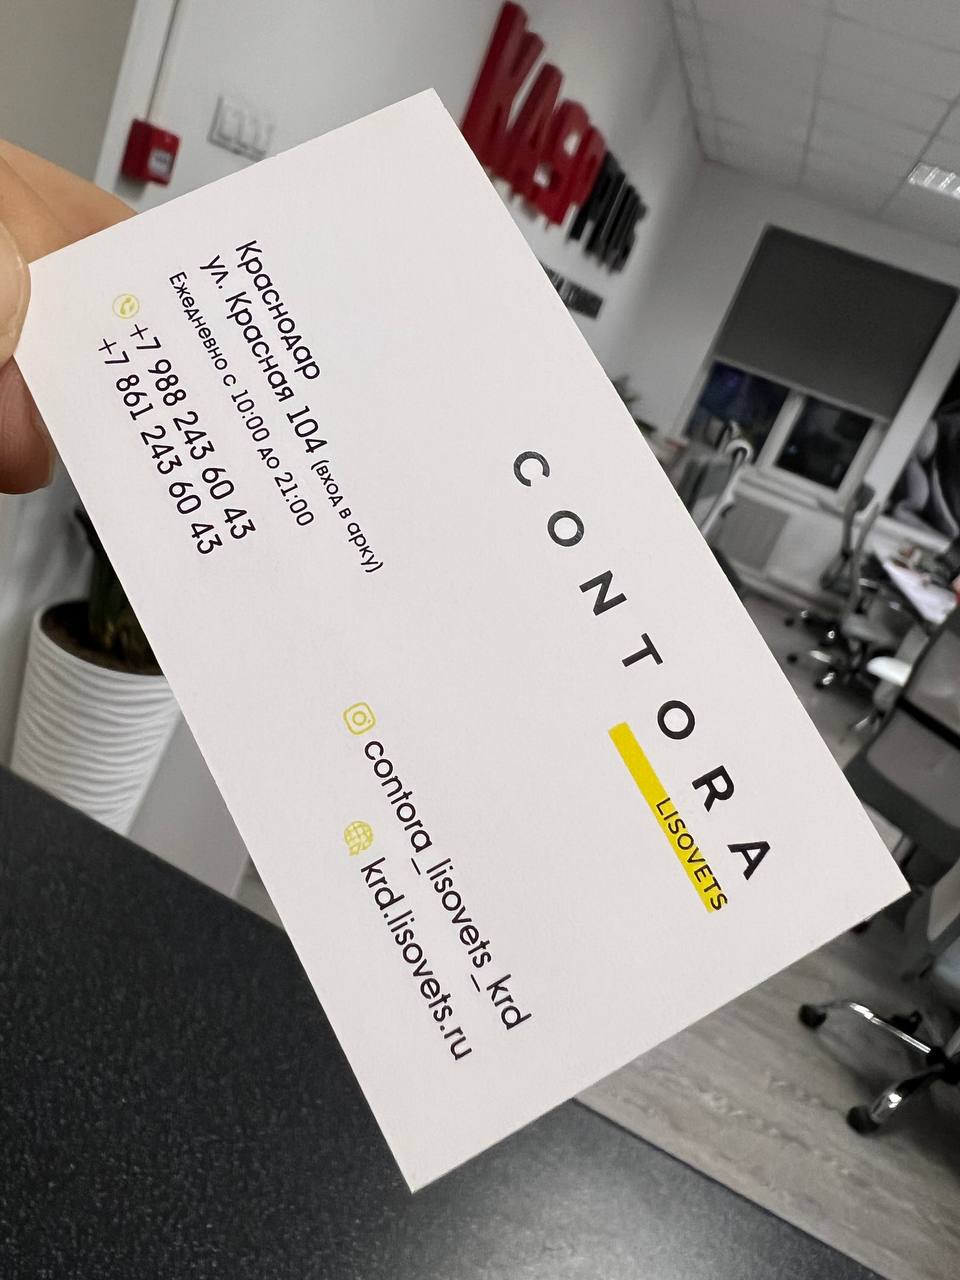 CONTORA
LISOVETS
Краснодар
ул. Красная 104 (вход в арку)
Ежедневно с 10:00 до 21:00
+7 988 243 60 43
+7 861 243 60 43
contora_lisovets_krd
krd.lisovets.ru